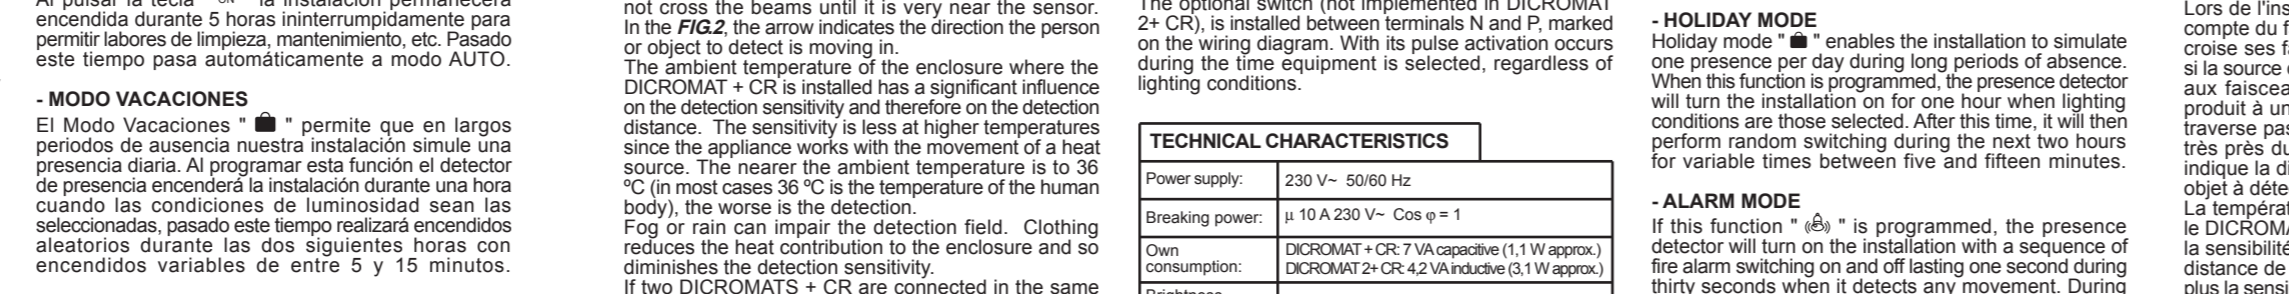 Al pulsar la tecla " ON " la instalación permanecerá
encendida durante 5 horas ininterrumpidamente para
permitir labores de limpieza, mantenimiento, etc. Pasado
este tiempo pasa automáticamente a modo AUTO.
- MODO VACACIONES
El Modo Vacaciones " " permite que en largos
periodos de ausencia nuestra instalación simule una
presencia diaria. Al programar esta función el detector
de presencia encenderá la instalación durante una hora
cuando las condiciones de luminosidad sean las
seleccionadas, pasado este tiempo realizará encendidos
aleatorios durante las dos siguientes horas con
encendidos variables de entre 5 y 15 minutos.
not cross the beams until it is very near the sensor.
In the FIG.2, the arrow indicates the direction the person
or object to detect is moving in.
The ambient temperature of the enclosure where the
DICROMAT + CR is installed has a significant influence
on the detection sensitivity and therefore on the detection
distance. The sensitivity is less at higher temperatures
since the appliance works with the movement of a heat
source. The nearer the ambient temperature is to 36
ºC (in most cases 36 ºC is the temperature of the human
body), the worse is the detection.
Fog or rain can impair the detection field. Clothing
reduces the heat contribution to the enclosure and so
diminishes the detection sensitivity.
If two DICROMATS + CR are connected in the same
The optional switch (not implemented in DICROMAT
2+ CR), is installed between terminals N and P, marked
on the wiring diagram. With its pulse activation occurs
during the time equipment is selected, regardless of
lighting conditions.
TECHNICAL CHARACTERISTICS
Power supply: 230 V~ 50/60 Hz
Breaking power: µ 10 A 230 V~ Cos φ = 1
Own consumption: DICROMAT + CR: 7 VA capacitive (1,1 W approx.)
DICROMAT 2+ CR: 4,2 VA inductive (3,1 W approx.)
Brightness
- HOLIDAY MODE
Holiday mode " " enables the installation to simulate
one presence per day during long periods of absence.
When this function is programmed, the presence detector
will turn the installation on for one hour when lighting
conditions are those selected. After this time, it will then
perform random switching during the next two hours
for variable times between five and fifteen minutes.
- ALARM MODE
If this function " " is programmed, the presence
detector will turn on the installation with a sequence of
fire alarm switching on and off lasting one second during
thirty seconds when it detects any movement. During
Lors de l'ins
compte du f
croise ses fa
si la source
aux faiscea
produit à un
traverse pas
très près du
indique la di
objet à déte
La températ
le DICROMA
la sensibilité
distance de
plus la sensi